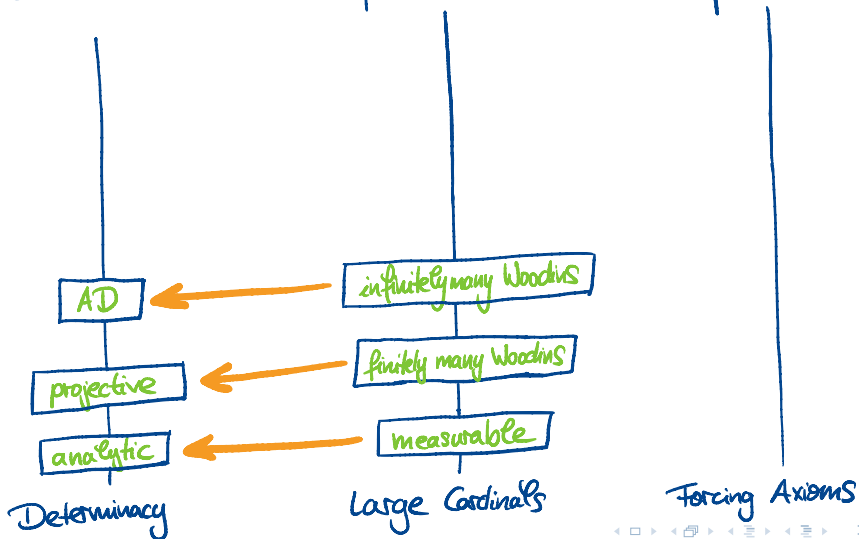 AD
infinitely many Woodins
projective
finitely many Woodins
analytic
measurable
Determinacy
Large Cardinals
Forcing Axioms